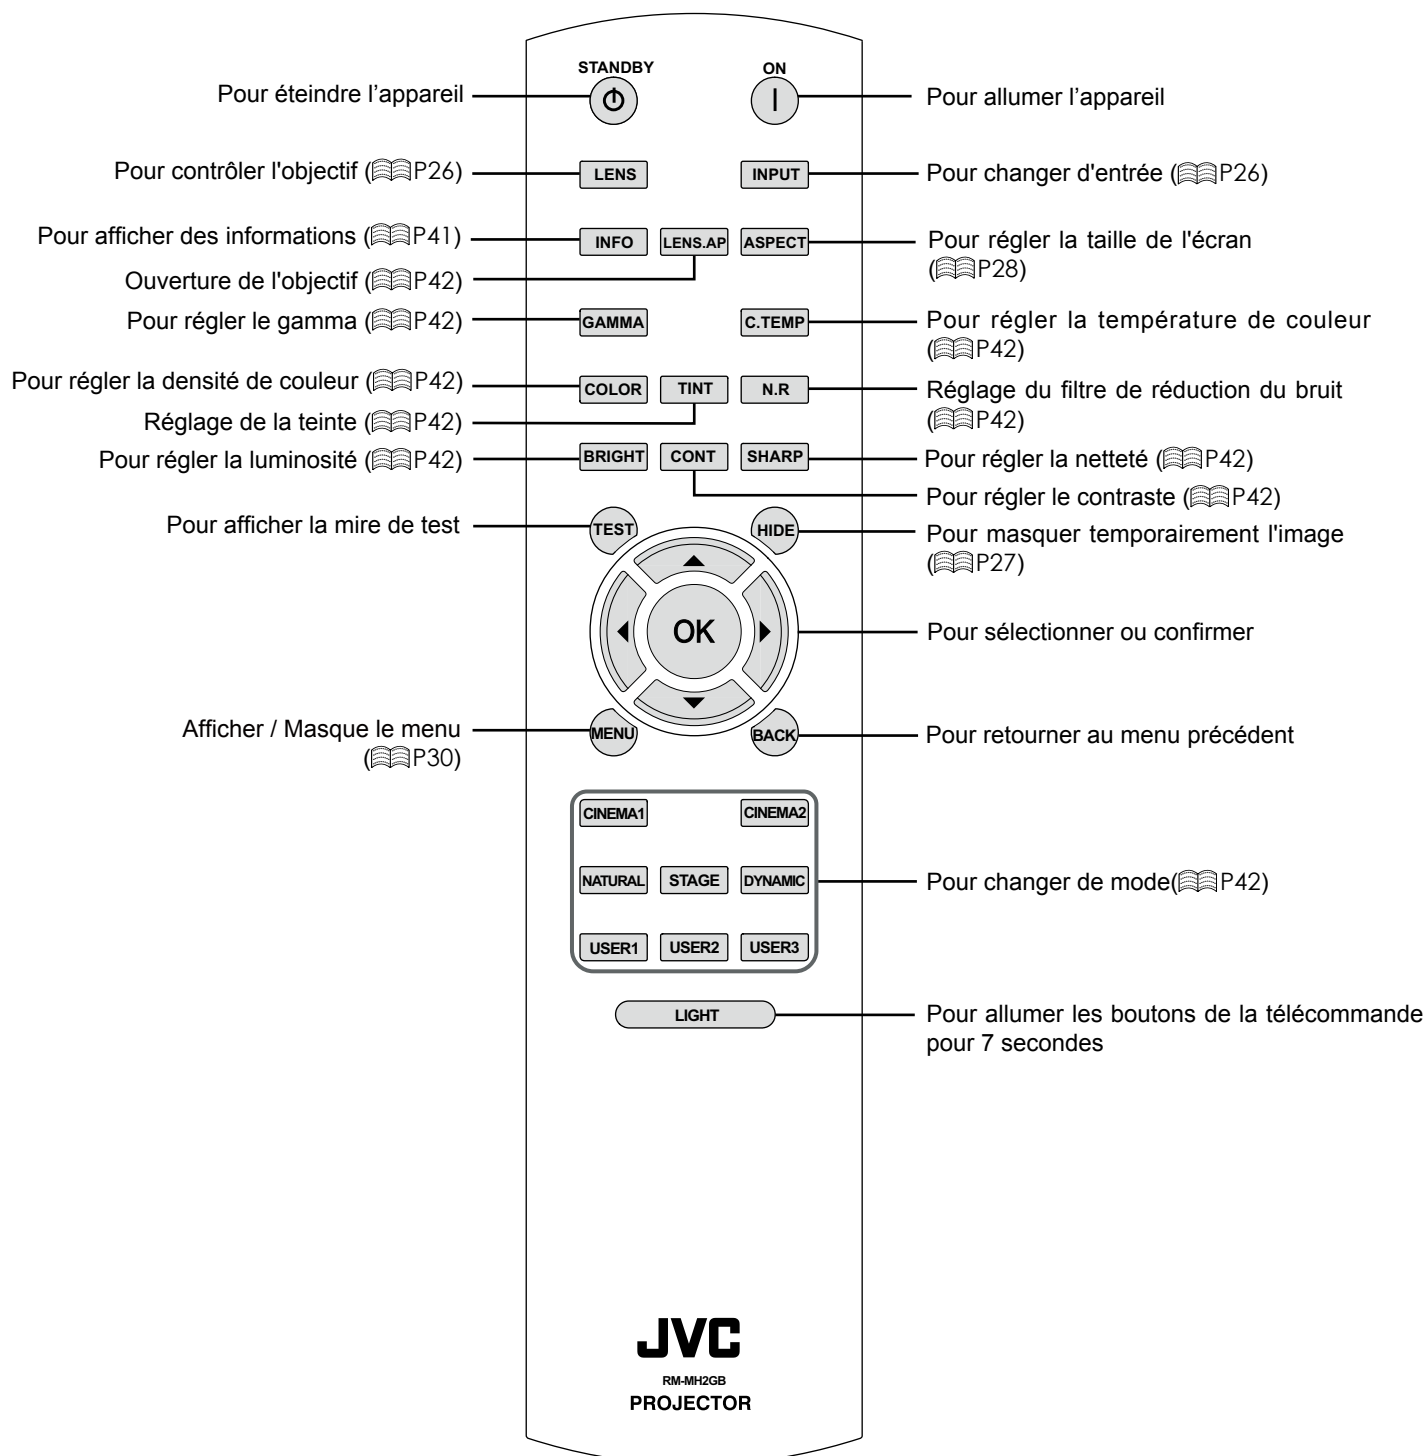 STANDBY
ON
Pour éteindre l’appareil
Pour allumer l’appareil
Pour contrôler l'objectif (P26)
LENS
INPUT
Pour changer d'entrée (P26)
Pour afficher des informations (P41)
INFO
LENS.AP
ASPECT
Pour régler la taille de l'écran
(P28)
Ouverture de l'objectif (P42)
Pour régler le gamma (P42)
GAMMA
C.TEMP
Pour régler la température de couleur
(P42)
Pour régler la densité de couleur (P42)
COLOR
TINT
N.R
Réglage du filtre de réduction du bruit
(P42)
Réglage de la teinte (P42)
Pour régler la luminosité (P42)
BRIGHT
CONT
SHARP
Pour régler la netteté (P42)
Pour régler le contraste (P42)
Pour afficher la mire de test
TEST
HIDE
Pour masquer temporairement l'image
(P27)
OK
Pour sélectionner ou confirmer
Afficher / Masque le menu
(P30)
MENU
BACK
Pour retourner au menu précédent
CINEMA1
CINEMA2
NATURAL
STAGE
DYNAMIC
Pour changer de mode(P42)
USER1
USER2
USER3
LIGHT
Pour allumer les boutons de la télécommande
pour 7 secondes
JVC
RM-MH2GB
PROJECTOR